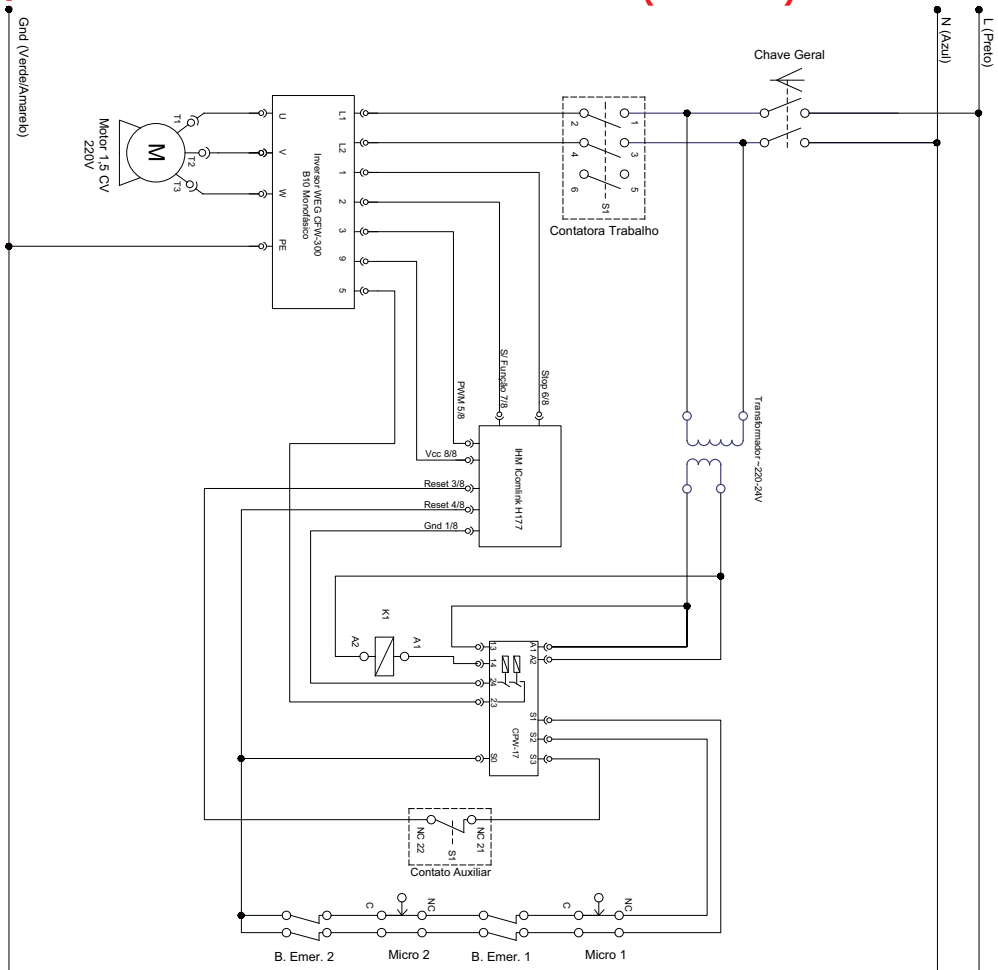 Gnd (Verde/Amarelo)
N (Azul)
L (Preto)
Chave Geral
T1
T2
T3
M
Motor 1,5 CV
220V
U
V
W
PE
L1
L2
1
2
3
9
5
Inversor WEG CFW-300
B10 Monofásico
1
2
3
4
5
6
S1
Contatora Trabalho
Transformador ~220-24V
Stop 6/8
S/ Função 7/8
PWM 5/8
Vcc 8/8
Reset 3/8
Reset 4/8
Gnd 1/8
IHM IComlink H177
K1
A2
A1
13
14
24
23
S0
A1
A2
S1
S2
S3
CPW-17
NC 22
NC 21
S1
Contato Auxiliar
C
NC
C
NC
B. Emer. 2
Micro 2
B. Emer. 1
Micro 1